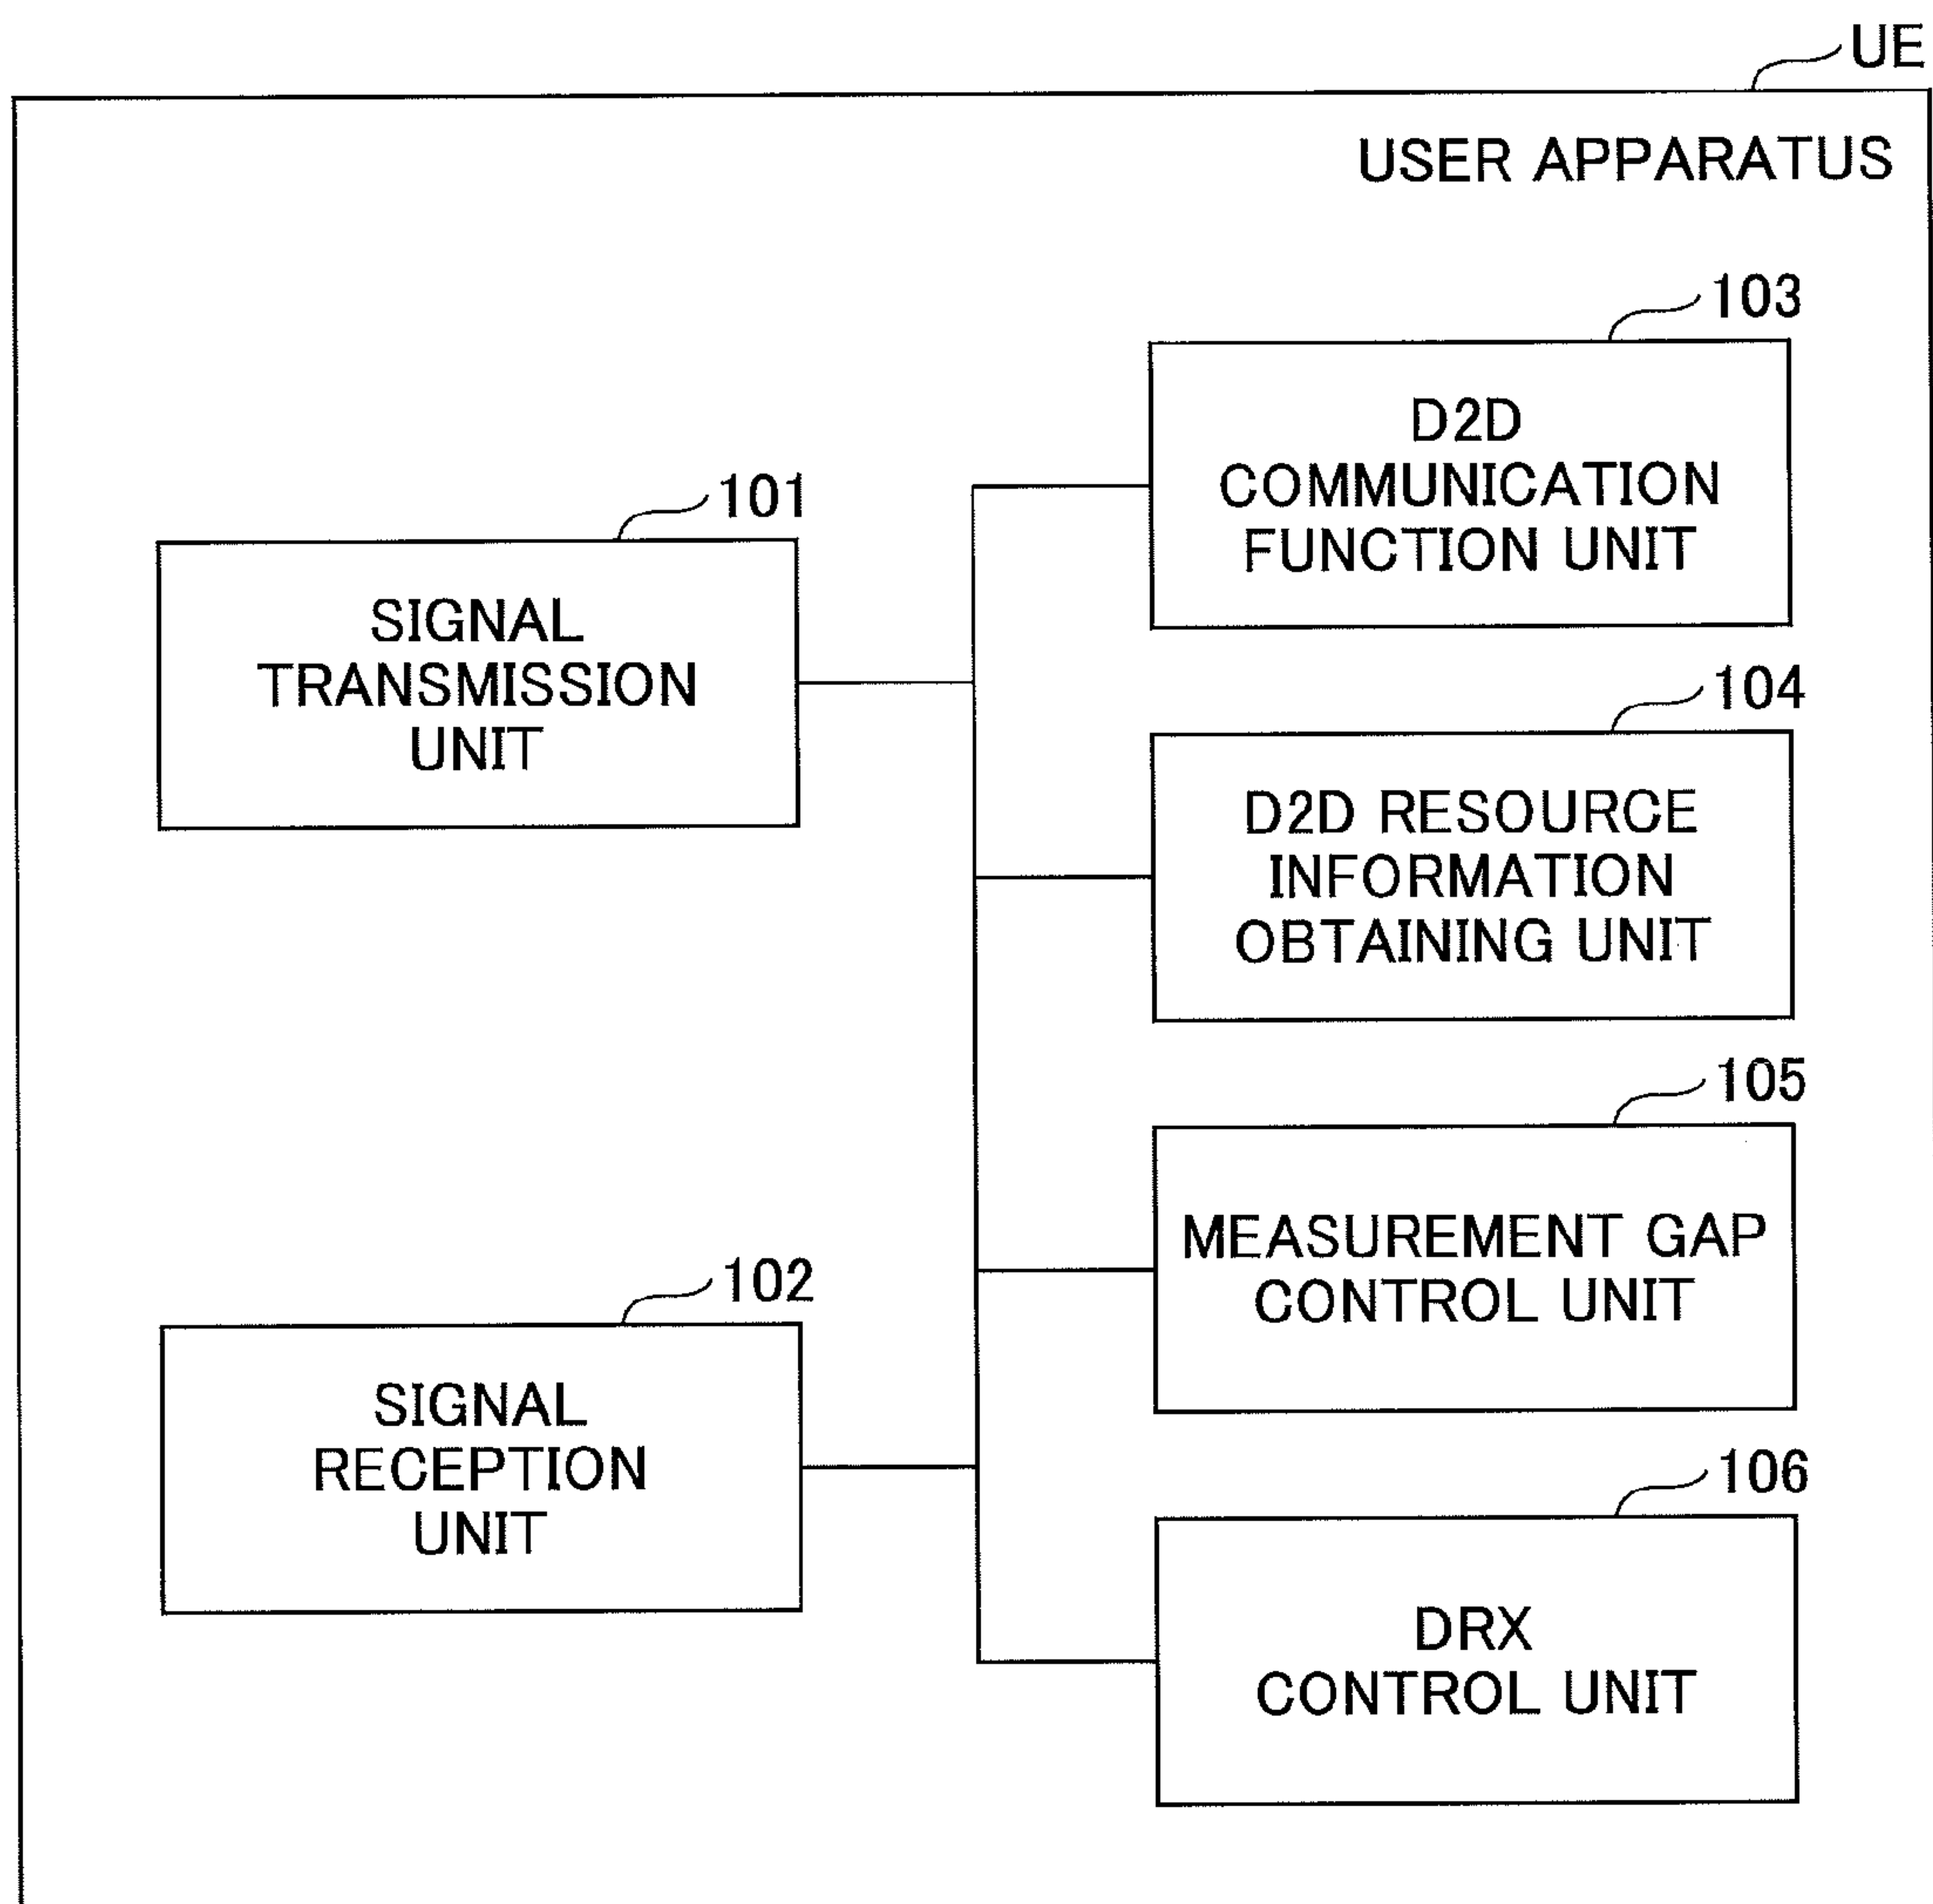 UE
USER APPARATUS
103
D2D
COMMUNICATION
FUNCTION UNIT
101
SIGNAL
TRANSMISSION
UNIT
104
D2D RESOURCE
INFORMATION
OBTAINING UNIT
105
MEASUREMENT GAP
CONTROL UNIT
102
SIGNAL
RECEPTION
UNIT
106
DRX
CONTROL UNIT